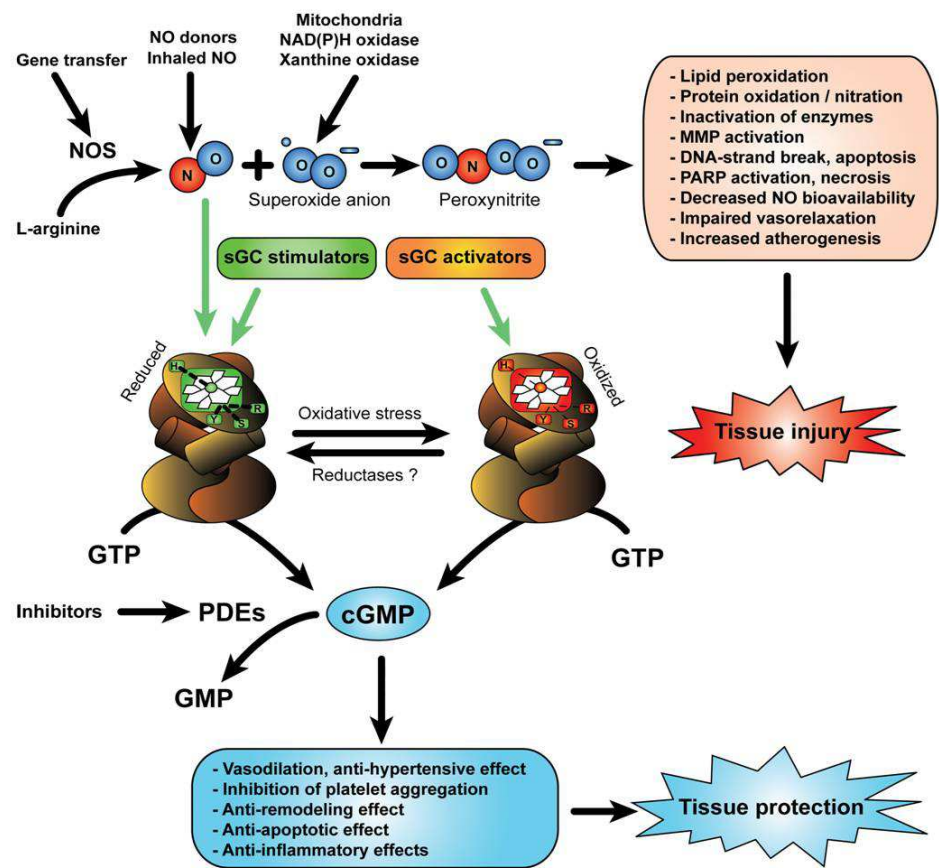 Mitochondria
NAD(P)H oxidase
Xanthine oxidase
NO donors
Inhaled NO
Gene transfer
NOS
L-arginine
N
O
+
O
O
Superoxide anion
O
N
O
O
Peroxynitrite
- Lipid peroxidation
- Protein oxidation / nitration
- Inactivation of enzymes
- MMP activation
- DNA-strand break, apoptosis
- PARP activation, necrosis
- Decreased NO bioavailability
- Impaired vasorelaxation
- Increased atherogenesis
sGC stimulators
sGC activators
Reduced
H
Y
S
R
Oxidized
H
Y
S
R
Oxidative stress
Reductases ?
Tissue injury
GTP
GTP
Inhibitors
PDEs
cGMP
GMP
- Vasodilation, anti-hypertensive effect
- Inhibition of platelet aggregation
- Anti-remodeling effect
- Anti-apoptotic effect
- Anti-inflammatory effects
Tissue protection